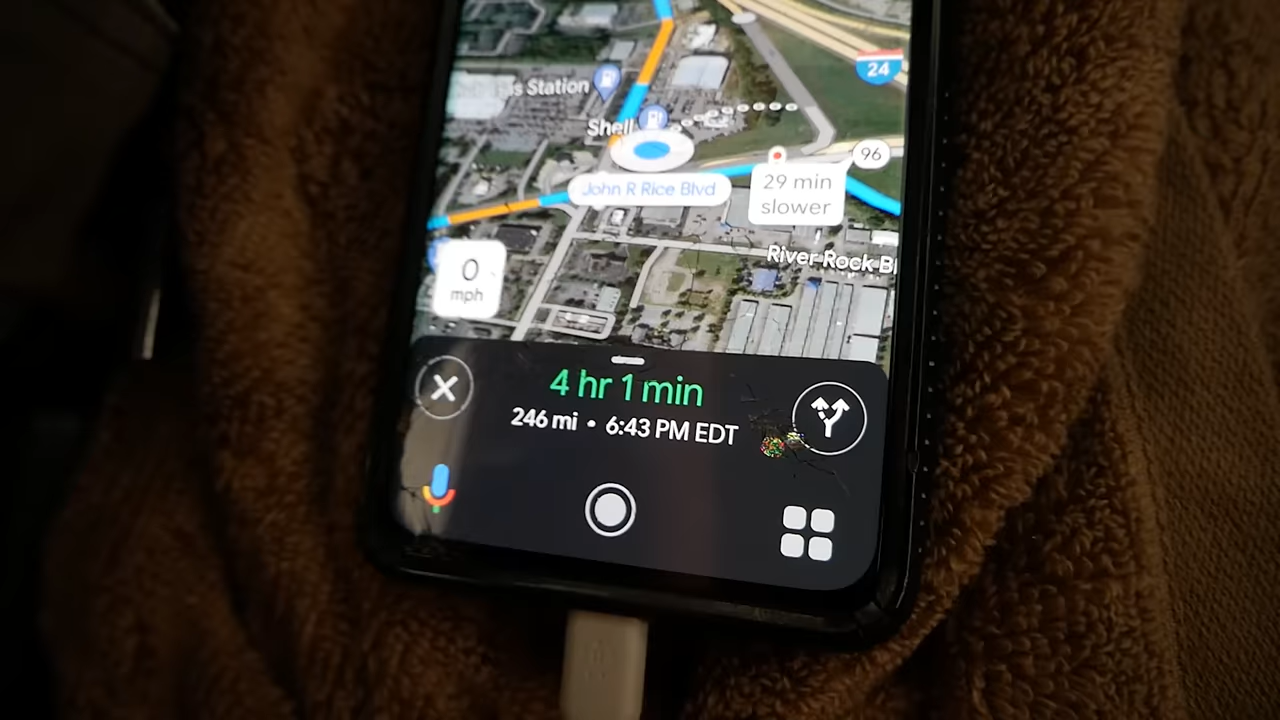 24
Station
Shell
96
John R Rice Blvd
29 min
slower
River Rock Bl
0
mph
4 hr 1 min
246 mi • 6:43 PM EDT